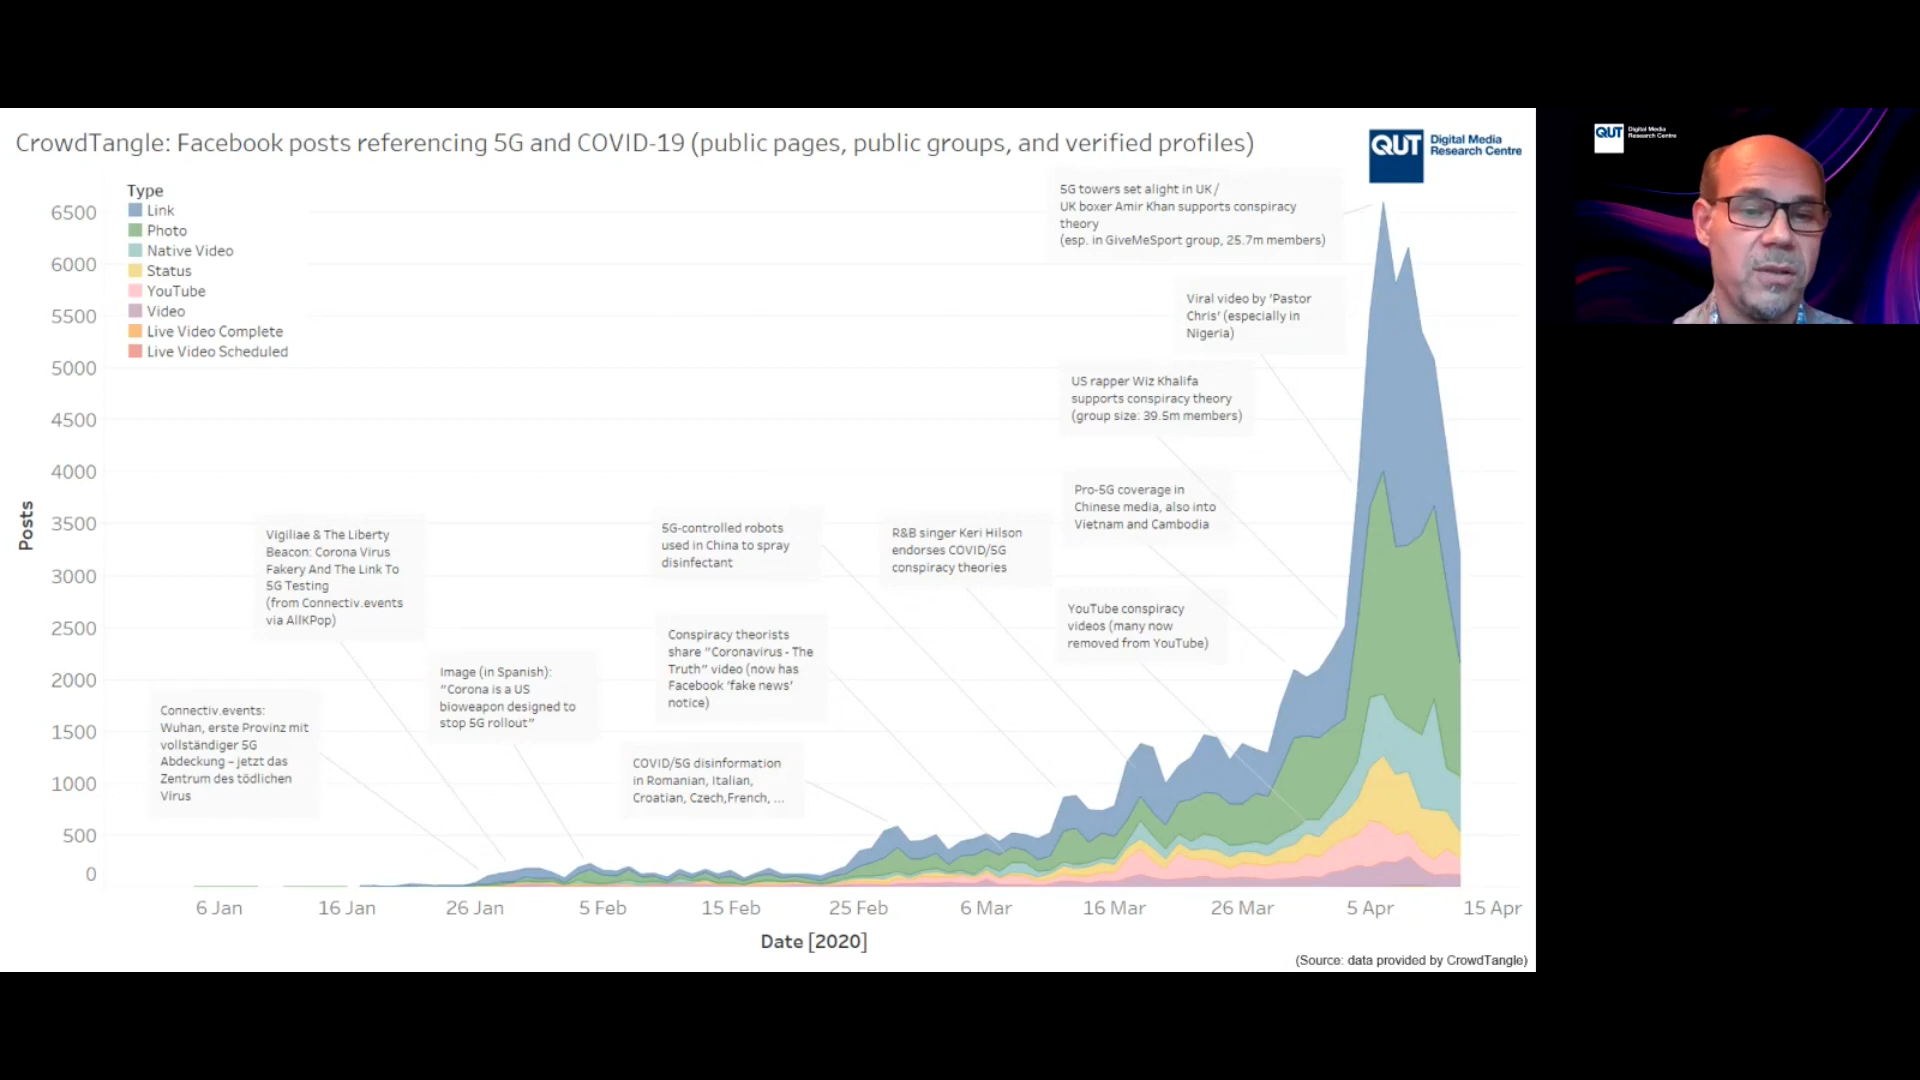 CrowdTangle: Facebook posts referencing 5G and COVID-19 (public pages, public groups, and verified profiles)
QUT
Digital Media
Research Centre
QUT
Digital Media
Research Centre
Type
Link
Photo
Native Video
Status
YouTube
Video
Live Video Complete
Live Video Scheduled
6500
6000
5500
5000
4500
4000
3500
3000
2500
2000
1500
1000
500
0
Posts
5G towers set alight in UK /
UK boxer Amir Khan supports conspiracy
theory
(esp. in GiveMeSport group, 25.7m members)
Viral video by 'Pastor
Chris' (especially in
Nigeria)
US rapper Wiz Khalifa
supports conspiracy theory
(group size: 39.5m members)
Pro-5G coverage in
Chinese media, also into
Vietnam and Cambodia
Vigiliae & The Liberty
Beacon: Corona Virus
Fakery And The Link To
5G Testing
(from Connectiv.events
via AllKPop)
5G-controlled robots
used in China to spray
disinfectant
R&B singer Keri Hilson
endorses COVID/5G
conspiracy theories
YouTube conspiracy
videos (many now
removed from YouTube)
Conspiracy theorists
share "Coronavirus - The
Truth" video (now has
Facebook 'fake news'
notice)
Image (in Spanish):
"Corona is a US
bioweapon designed to
stop 5G rollout"
Connectiv.events:
Wuhan, erste Provinz mit
vollständiger 5G
Abdeckung – jetzt das
Zentrum des tödlichen
Virus
COVID/5G disinformation
in Romanian, Italian,
Croatian, Czech,French, ...
6 Jan
16 Jan
26 Jan
5 Feb
15 Feb
25 Feb
6 Mar
16 Mar
26 Mar
5 Apr
15 Apr
Date [2020]
(Source: data provided by CrowdTangle)